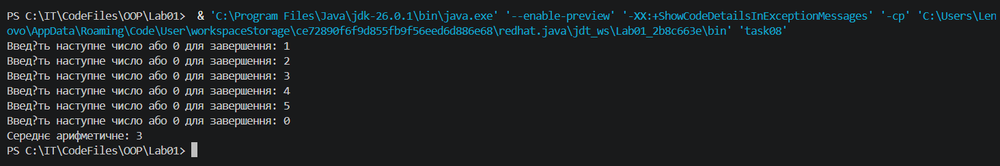 PS C:\IT\CodeFiles\OOP\Lab01>  & 'C:\Program Files\Java\jdk-26.0.1\bin\java.exe' '--enable-preview' '-XX:+ShowCodeDetailsInExceptionMessages' '-cp' 'C:\Users\Len
ovo\AppData\Roaming\Code\User\workspaceStorage\ce72890f6f9d855fb9f56eed6d886e68\redhat.java\jdt_ws\Lab01_2b8c663e\bin' 'task08'
Введ?ть наступне число або 0 для завершення: 1
Введ?ть наступне число або 0 для завершення: 2
Введ?ть наступне число або 0 для завершення: 3
Введ?ть наступне число або 0 для завершення: 4
Введ?ть наступне число або 0 для завершення: 5
Введ?ть наступне число або 0 для завершення: 0
Середнє арифметичне: 3
PS C:\IT\CodeFiles\OOP\Lab01>